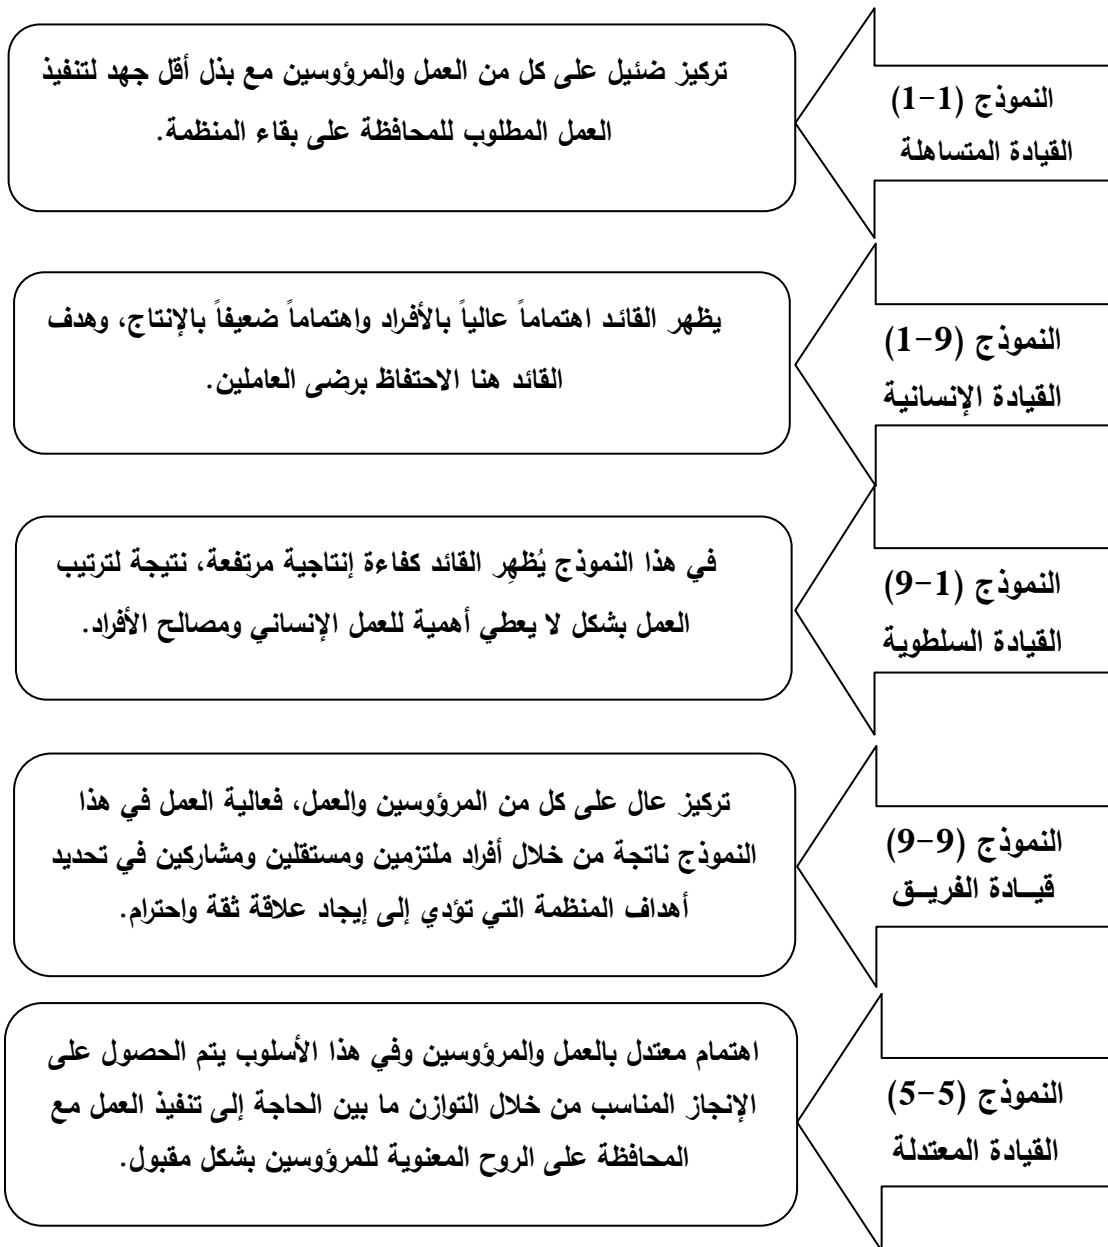 النموذج (1-1)
القيادة المتساهلة
تركيز ضئيل على كل من العمل والمرؤوسين مع بذل أقل جهد لتنفيذ
العمل المطلوب للمحافظة على بقاء المنظمة.
النموذج (1-9)
القيادة الإنسانية
يظهر القائد اهتماماً عالياً بالأفراد واهتماماً ضعيفاً بالإنتاج، وهدف
القائد هنا الاحتفاظ برضى العاملين.
النموذج (9-1)
القيادة السلطوية
في هذا النموذج يُظهِر القائد كفاءة إنتاجية مرتفعة، نتيجة لترتيب
العمل بشكل لا يعطي أهمية للعمل الإنساني ومصالح الأفراد.
النموذج (9-9)
قيـــادة الفريــق
تركيز عال على كل من المرؤوسين والعمل، فعالية العمل في هذا
النموذج ناتجة من خلال أفراد ملتزمين ومستقلين ومشاركين في تحديد
أهداف المنظمة التي تؤدي إلى إيجاد علاقة ثقة واحترام.
النموذج (5-5)
القيادة المعتدلة
اهتمام معتدل بالعمل والمرؤوسين وفي هذا الأسلوب يتم الحصول على
الإنجاز المناسب من خلال التوازن ما بين الحاجة إلى تنفيذ العمل مع
المحافظة على الروح المعنوية للمرؤوسين بشكل مقبول.